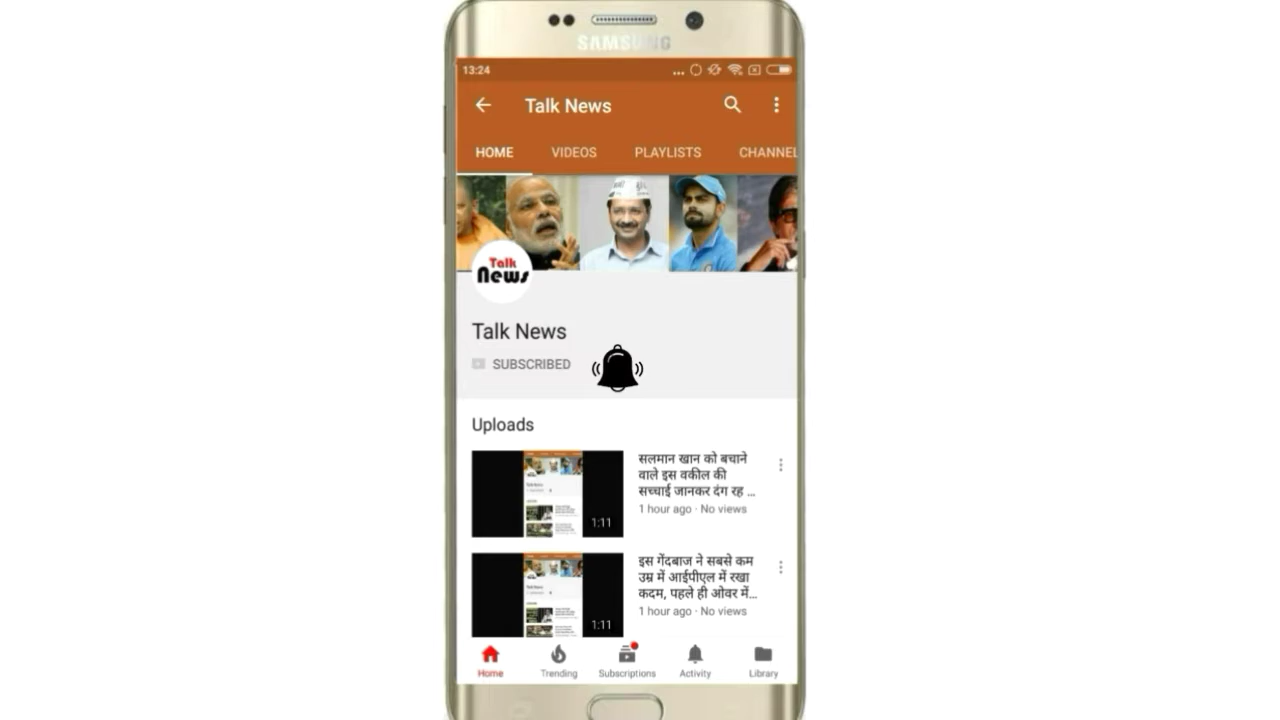 SAMSUNG
13:24
Talk News
HOME VIDEOS PLAYLISTS CHANNEL
Talk
News
Talk News
SUBSCRIBED
Uploads
सलमान खान को बचाने
वाले इस वकील की
सच्चाई जानकर दंग रह ...
1 hour ago · No views
1:11
इस गेंदबाज ने सबसे कम
उम्र में आईपीएल में रखा
कदम, पहले ही ओवर में...
1 hour ago · No views
1:11
Home Trending Subscriptions Activity Library